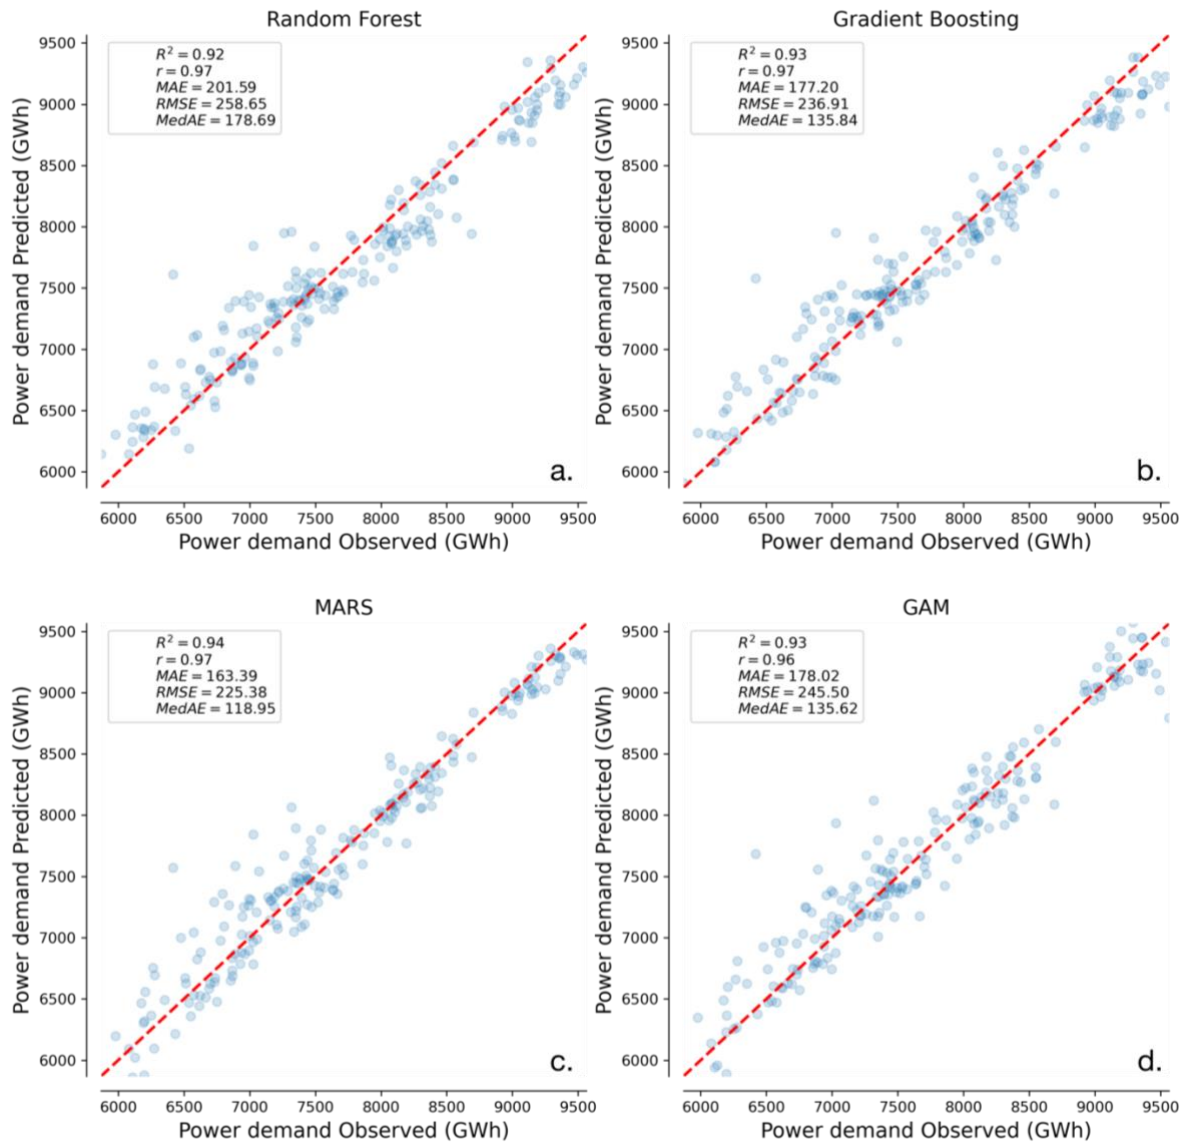 Random Forest
R² = 0.92
r = 0.97
MAE = 201.59
RMSE = 258.65
MedAE = 178.69
Power demand Predicted (GWh)
9500
9000
8500
8000
7500
7000
6500
6000
a.
6000 6500 7000 7500 8000 8500 9000 9500
Power demand Observed (GWh)
Gradient Boosting
R² = 0.93
r = 0.97
MAE = 177.20
RMSE = 236.91
MedAE = 135.84
Power demand Predicted (GWh)
9500
9000
8500
8000
7500
7000
6500
6000
b.
6000 6500 7000 7500 8000 8500 9000 9500
Power demand Observed (GWh)
MARS
R² = 0.94
r = 0.97
MAE = 163.39
RMSE = 225.38
MedAE = 118.95
Power demand Predicted (GWh)
9500
9000
8500
8000
7500
7000
6500
6000
c.
6000 6500 7000 7500 8000 8500 9000 9500
Power demand Observed (GWh)
GAM
R² = 0.93
r = 0.96
MAE = 178.02
RMSE = 245.50
MedAE = 135.62
Power demand Predicted (GWh)
9500
9000
8500
8000
7500
7000
6500
6000
d.
6000 6500 7000 7500 8000 8500 9000 9500
Power demand Observed (GWh)